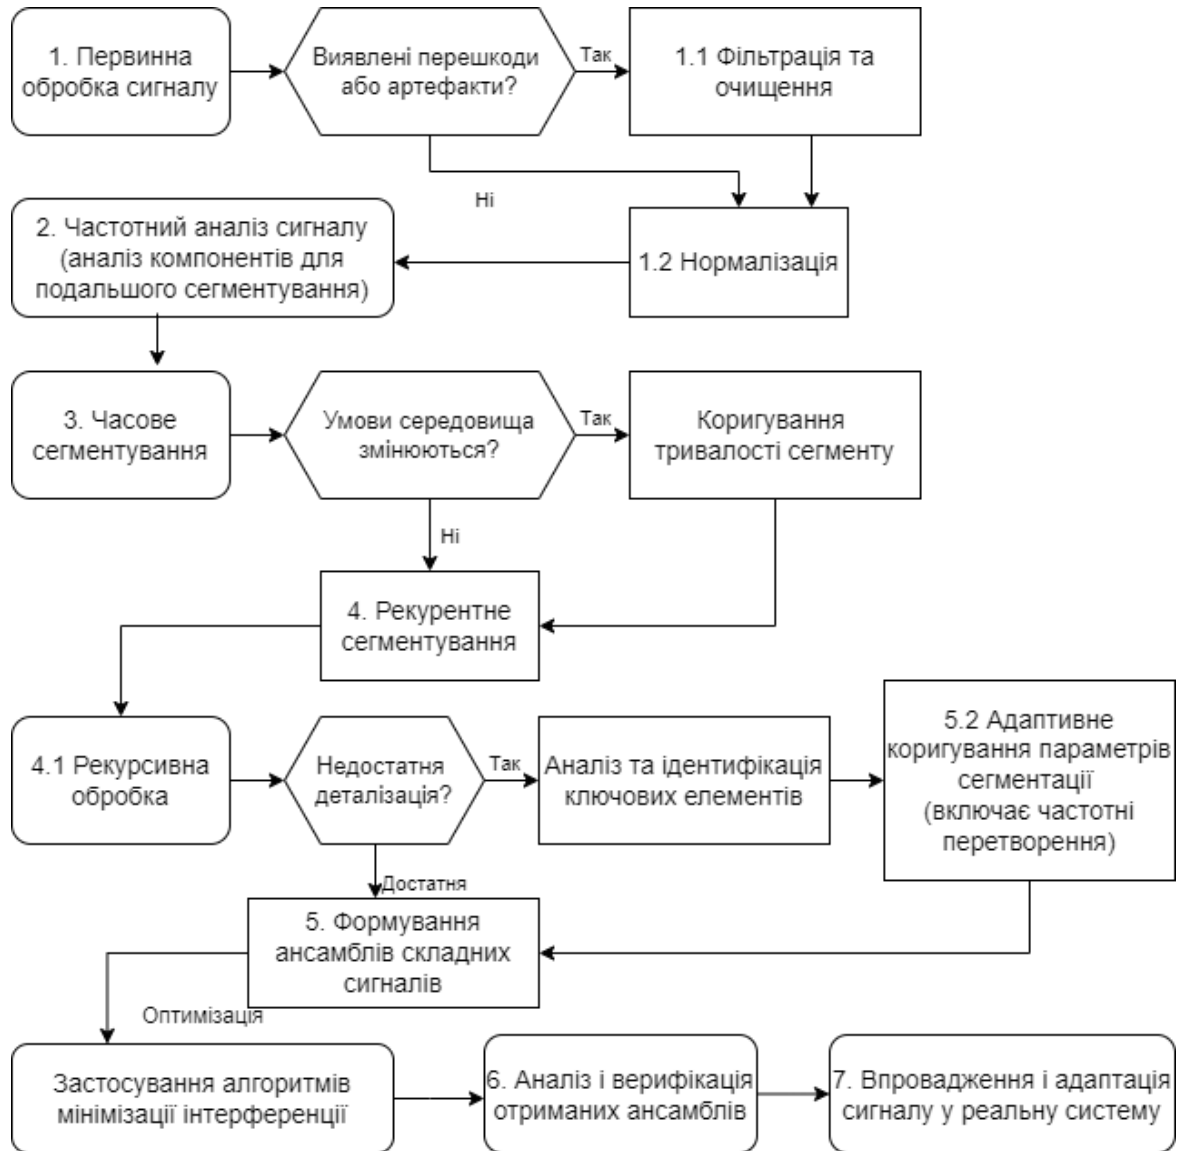 1. Первинна
обробка сигналу
Виявлені перешкоди
або артефакти?
Так
1.1 Фільтрація та
очищення
Ні
2. Частотний аналіз сигналу
(аналіз компонентів для
подальшого сегментування)
1.2 Нормалізація
3. Часове
сегментування
Умови середовища
змінюються?
Так
Коригування
тривалості сегменту
Ні
4. Рекурентне
сегментування
4.1 Рекурсивна
обробка
Недостатня
деталізація?
Так
Аналіз та ідентифікація
ключових елементів
5.2 Адаптивне
коригування параметрів
сегментації
(включає частотні
перетворення)
Достатня
5. Формування
ансамблів складних
сигналів
Оптимізація
Застосування алгоритмів
мінімізації інтерференції
6. Аналіз і верифікація
отриманих ансамблів
7. Впровадження і адаптація
сигналу у реальну систему